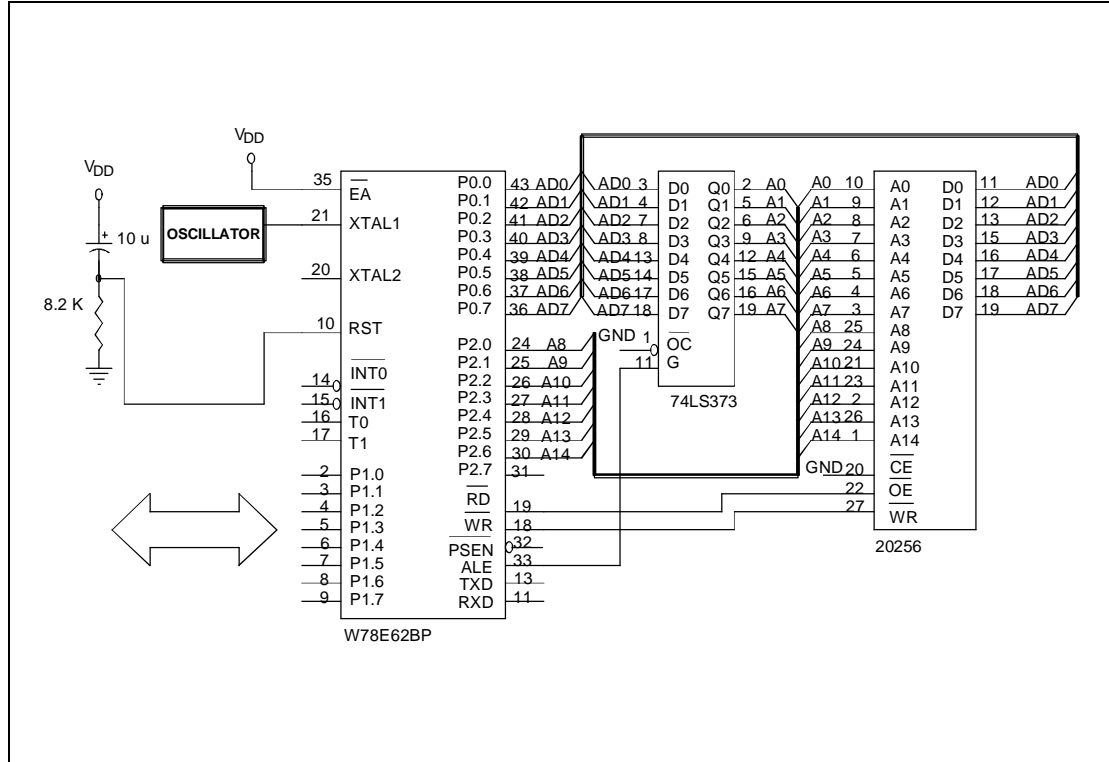 VDD
VDD
10 u
8.2 K
OSCILLATOR
35 EA
21 XTAL1
20 XTAL2
10 RST
14 INT0
15 INT1
16 T0
17 T1
2 P1.0
3 P1.1
4 P1.2
5 P1.3
6 P1.4
7 P1.5
8 P1.6
9 P1.7
P0.0 43 AD0
P0.1 42 AD1
P0.2 41 AD2
P0.3 40 AD3
P0.4 39 AD4
P0.5 38 AD5
P0.6 37 AD6
P0.7 36 AD7
P2.0 24 A8
P2.1 25 A9
P2.2 26 A10
P2.3 27 A11
P2.4 28 A12
P2.5 29 A13
P2.6 30 A14
P2.7 31
RD 19
WR 18
PSEN 32
ALE 33
TXD 13
RXD 11
W78E62BP
AD0 3 D0 Q0 2 A0
AD1 4 D1 Q1 5 A1
AD2 7 D2 Q2 6 A2
AD3 8 D3 Q3 9 A3
AD4 13 D4 Q4 12 A4
AD5 14 D5 Q5 15 A5
AD6 17 D6 Q6 16 A6
AD7 18 D7 Q7 19 A7
GND 1 OC
11 G
74LS373
A0 10 A0 D0 11 AD0
A1 9 A1 D1 12 AD1
A2 8 A2 D2 13 AD2
A3 7 A3 D3 15 AD3
A4 6 A4 D4 16 AD4
A5 5 A5 D5 17 AD5
A6 4 A6 D6 18 AD6
A7 3 A7 D7 19 AD7
A8 25 A8
A9 24 A9
A10 21 A10
A11 23 A11
A12 2 A12
A13 26 A13
A14 1 A14
GND 20 CE
22 OE
27 WR
20256